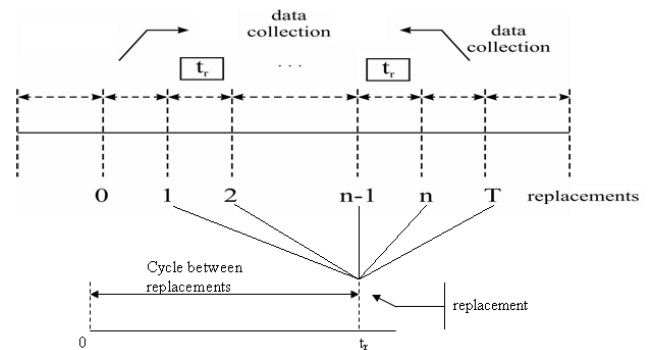 data
collection
data
collection
t_r
. . .
t_r
0 1 2 n-1 n T replacements
Cycle between
replacements
replacement
0
t_r